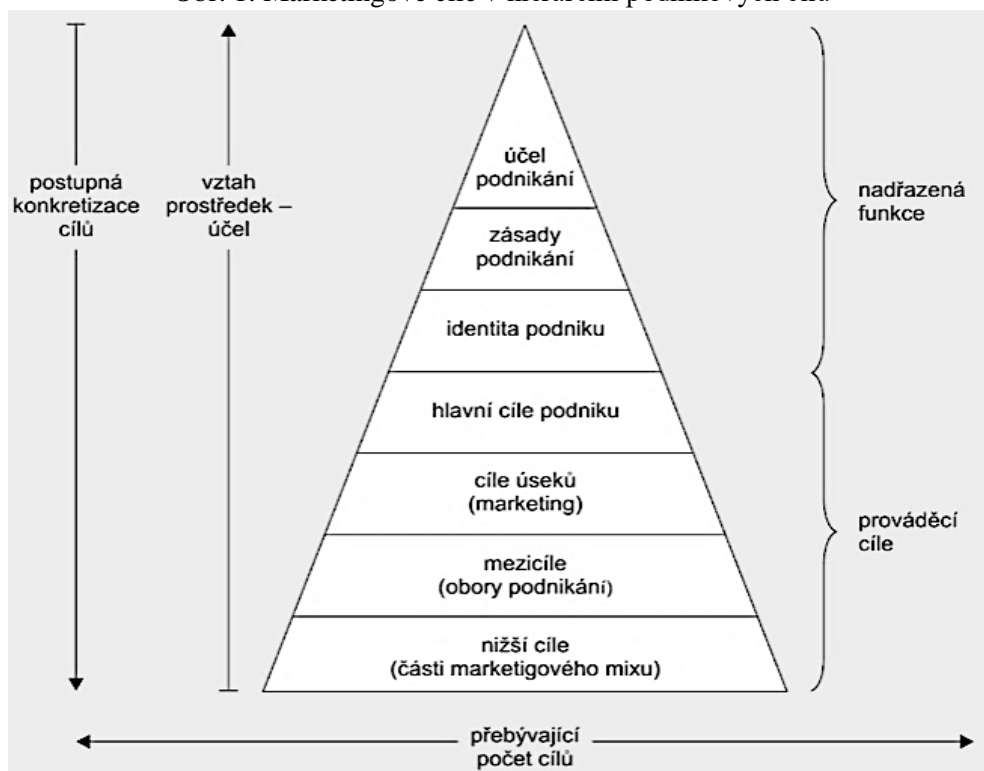 účel
podnikání
zásady
podnikání
identita podniku
hlavní cíle podniku
cíle úseků
(marketing)
mezicíle
(obory podnikání)
nižší cíle
(části marketigového mixu)
postupná
konkretizace
cílů
vztah
prostředek –
účel
nadřazená
funkce
prováděcí
cíle
přebývající
počet cílů